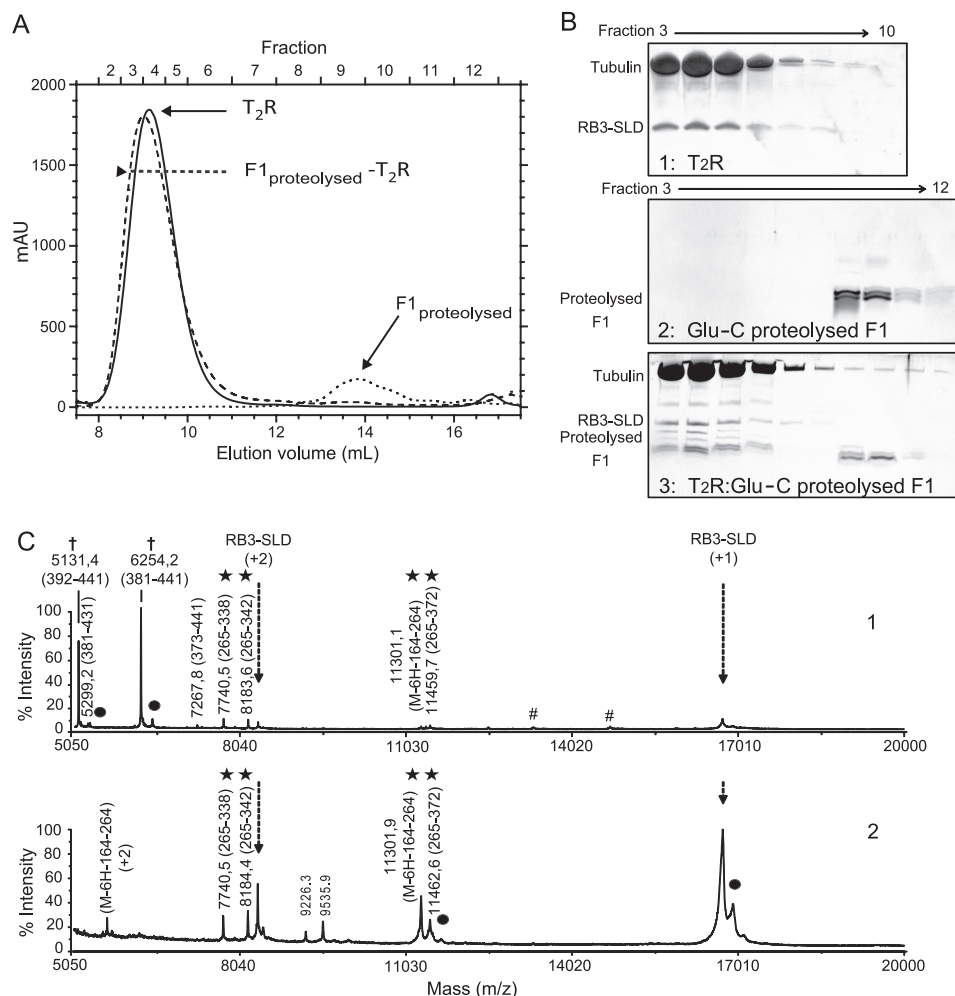 A
Fraction
2 3 4 5 6 7 8 9 10 11 12
2000
1500
1000
500
0
mAU
T2R
F1proteolysed -T2R
F1proteolysed
8 10 12 14 16
Elution volume (mL)
B
Fraction 3 10
Tubulin
RB3-SLD
1: T2R
Fraction 3 12
Proteolysed
F1
2: Glu-C proteolysed F1
Tubulin
RB3-SLD
Proteolysed
F1
3: T2R:Glu-C proteolysed F1
C
†
5131,4
(392-441)
5299,2 (381-431)
†
6254,2
(381-441)
7267,8 (373-441)
★ ★
7740,5 (265-338)
8183,6 (265-342)
RB3-SLD
(+2)
★ ★
11301,1
(M-6H-164-264)
11459,7 (265-372)
# #
RB3-SLD
(+1)
1
% Intensity
100
80
60
40
20
0
5050 8040 11030 14020 17010 20000
(M-6H-164-264)
(+2)
★ ★
7740,5 (265-338)
8184,4 (265-342)
9226.3
9535.9
★ ★
11301,9
(M-6H-164-264)
11462,6 (265-372)
2
% Intensity
100
80
60
40
20
0
5050 8040 11030 14020 17010 20000
Mass (m/z)